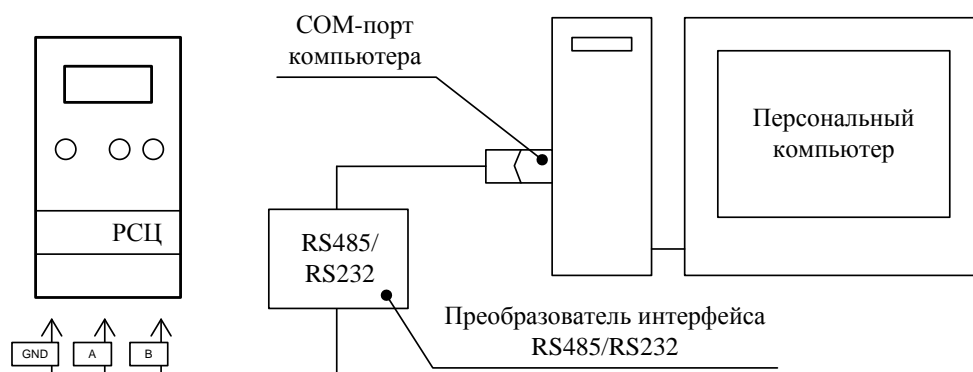 COM-порт
компьютера
Персональный
компьютер
РСЦ
RS485/
RS232
Преобразователь интерфейса
RS485/RS232
GND
A
B